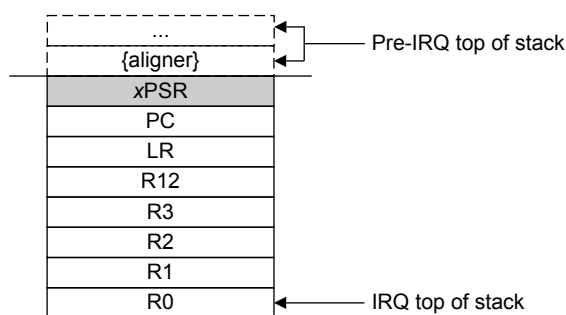 ...
Pre-IRQ top of stack
{aligner}
xPSR
PC
LR
R12
R3
R2
R1
R0
IRQ top of stack